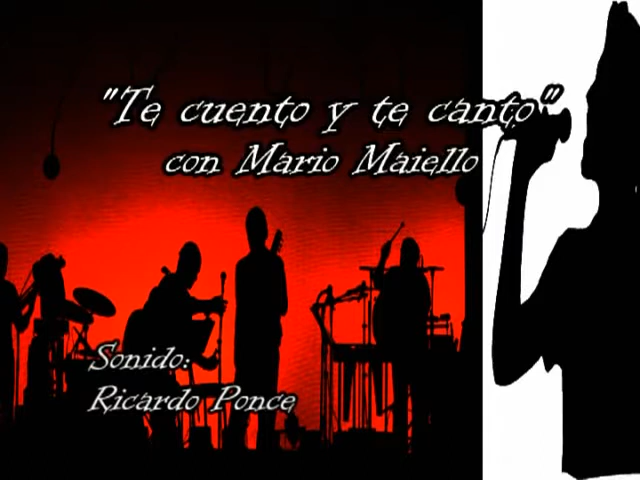 "Te cuento y te canto"
con Mario Maiello
Sonido:
Ricardo Ponce